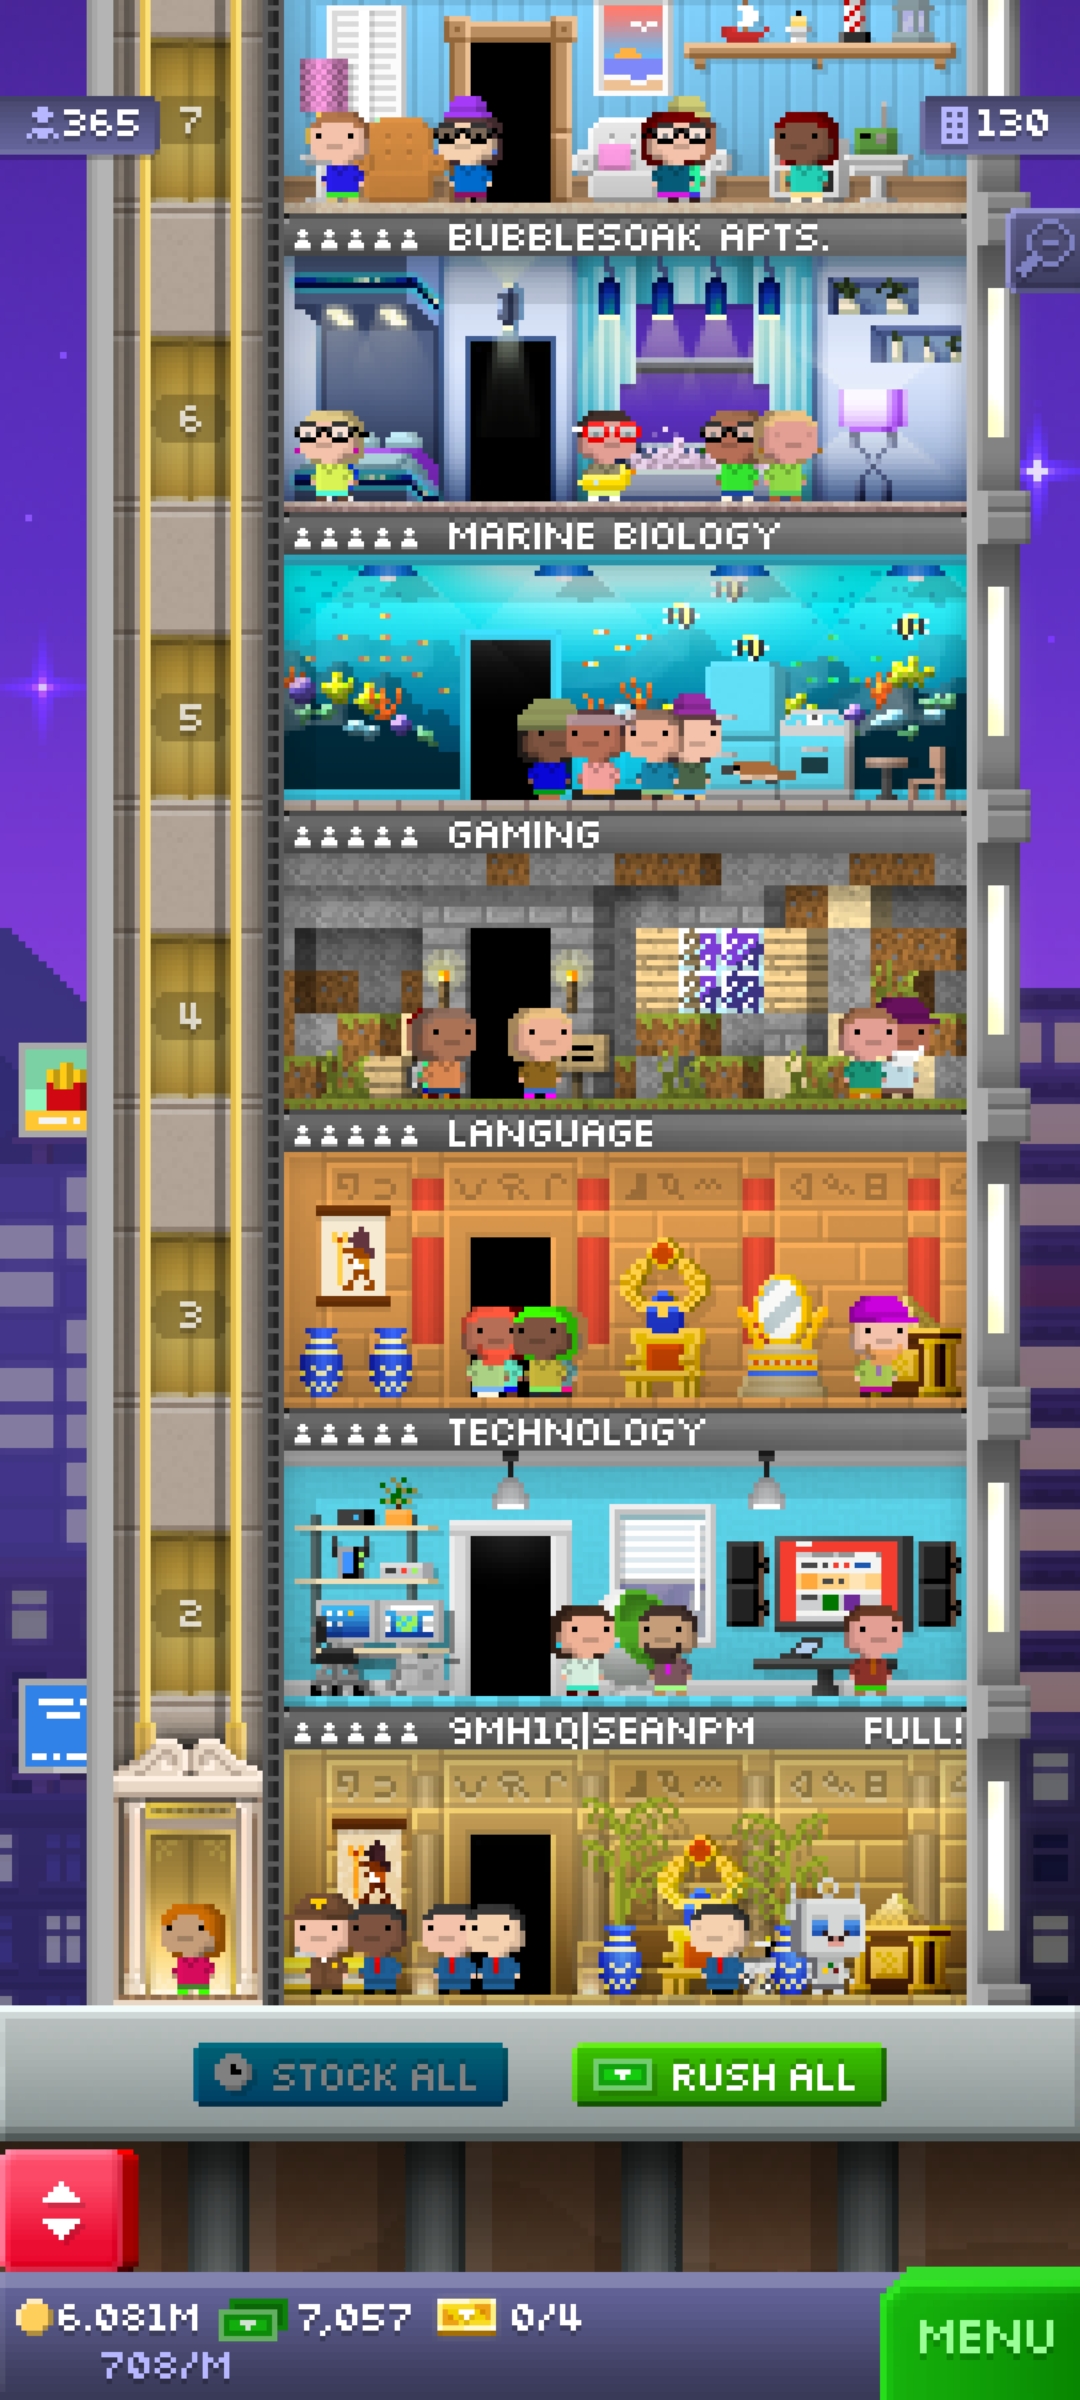 365
7
130
BUBBLESOAK APTS.
6
MARINE BIOLOGY
5
GAMING
4
LANGUAGE
3
TECHNOLOGY
2
9MH1Q|SEANPM FULL!
STOCK ALL
RUSH ALL
6.081M 7,057 0/4
708/M
MENU